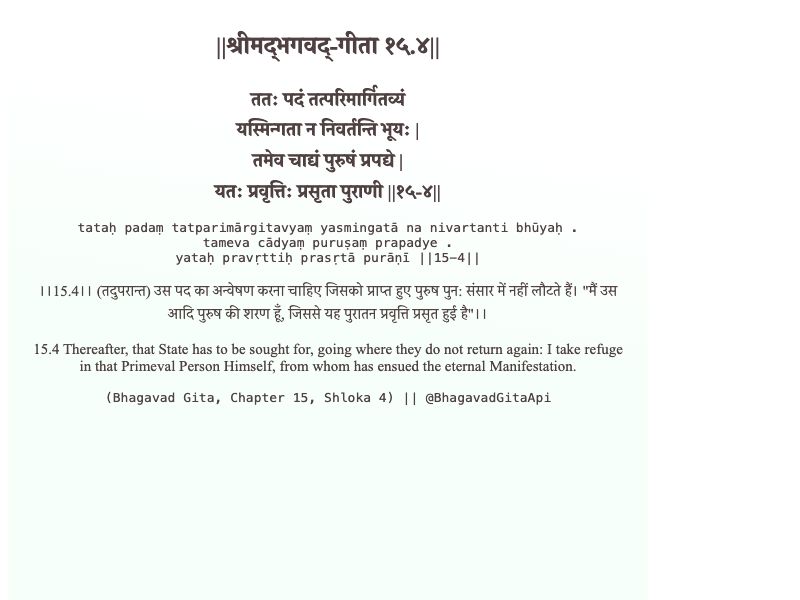 ||श्रीमद्‍भगवद्‍-गीता १५.४||
ततः पदं तत्परिमार्गितव्यं
यस्मिन्गता न निवर्तन्ति भूयः |
तमेव चाद्यं पुरुषं प्रपद्ये |
यतः प्रवृत्तिः प्रसृता पुराणी ||१५-४||
tataḥ padaṃ tatparimārgitavyaṃ yasmingatā na nivartanti bhūyaḥ .
tameva cādyaṃ puruṣaṃ prapadye .
yataḥ pravṛttiḥ prasṛtā purāṇī ||15-4||
।।15.4।। (तदुपरान्त) उस पद का अन्वेषण करना चाहिए जिसको प्राप्त हुए पुरुष पुन: संसार में नहीं लौटते हैं। "मैं उस
आदि पुरुष की शरण हूँ, जिससे यह पुरातन प्रवृत्ति प्रसृत हुई है"।।
15.4 Thereafter, that State has to be sought for, going where they do not return again: I take refuge
in that Primeval Person Himself, from whom has ensued the eternal Manifestation.
(Bhagavad Gita, Chapter 15, Shloka 4) || @BhagavadGitaApi